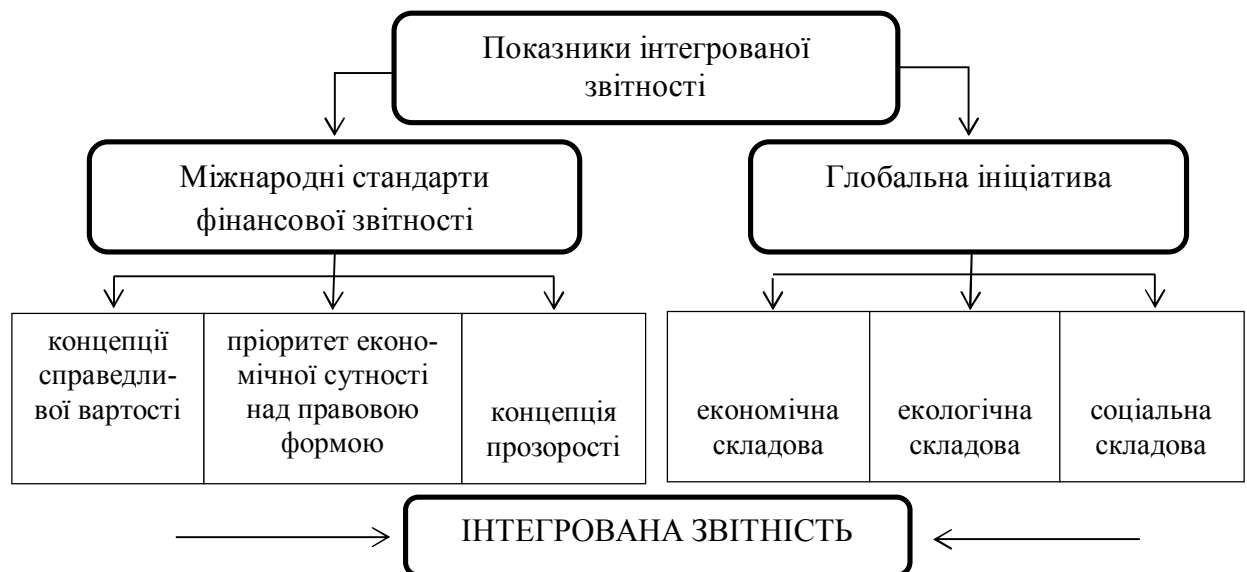 Показники інтегрованої
звітності
Міжнародні стандарти
фінансової звітності
Глобальна ініціатива
концепції
справедли-
вої вартості
пріоритет еконо-
мічної сутності
над правовою
формою
концепція
прозорості
економічна
складова
екологічна
складова
соціальна
складова
ІНТЕГРОВАНА ЗВІТНІСТЬ